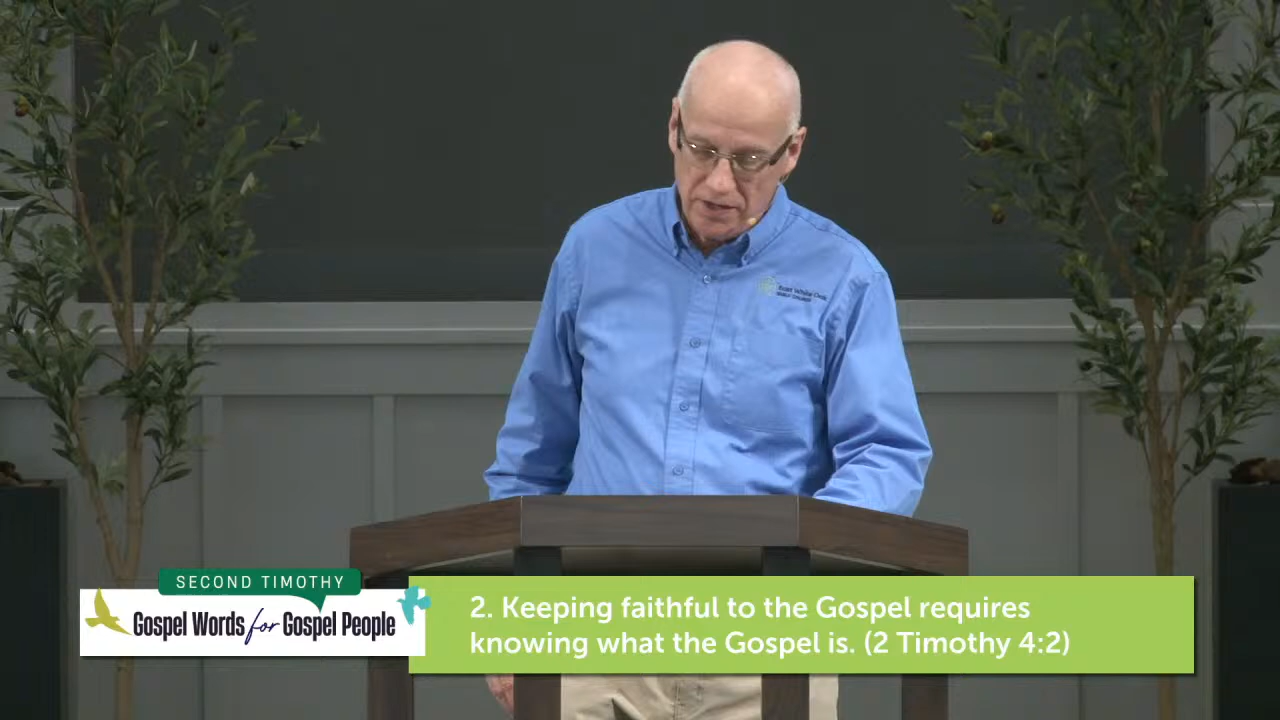 SECOND TIMOTHY
Gospel Words for Gospel People
2. Keeping faithful to the Gospel requires
knowing what the Gospel is. (2 Timothy 4:2)